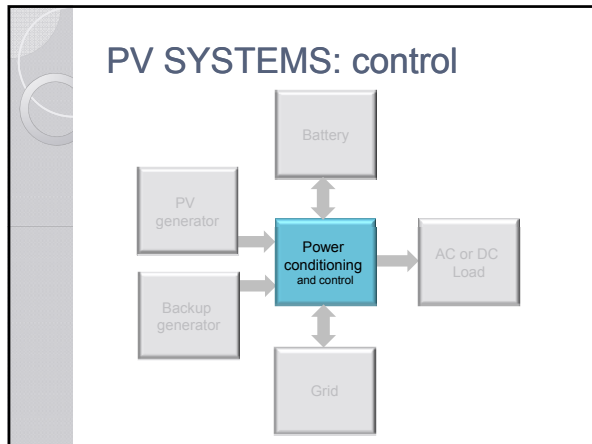 PV SYSTEMS: control
Battery
PV
generator
Power
conditioning
and control
AC or DC
Load
Backup
generator
Grid